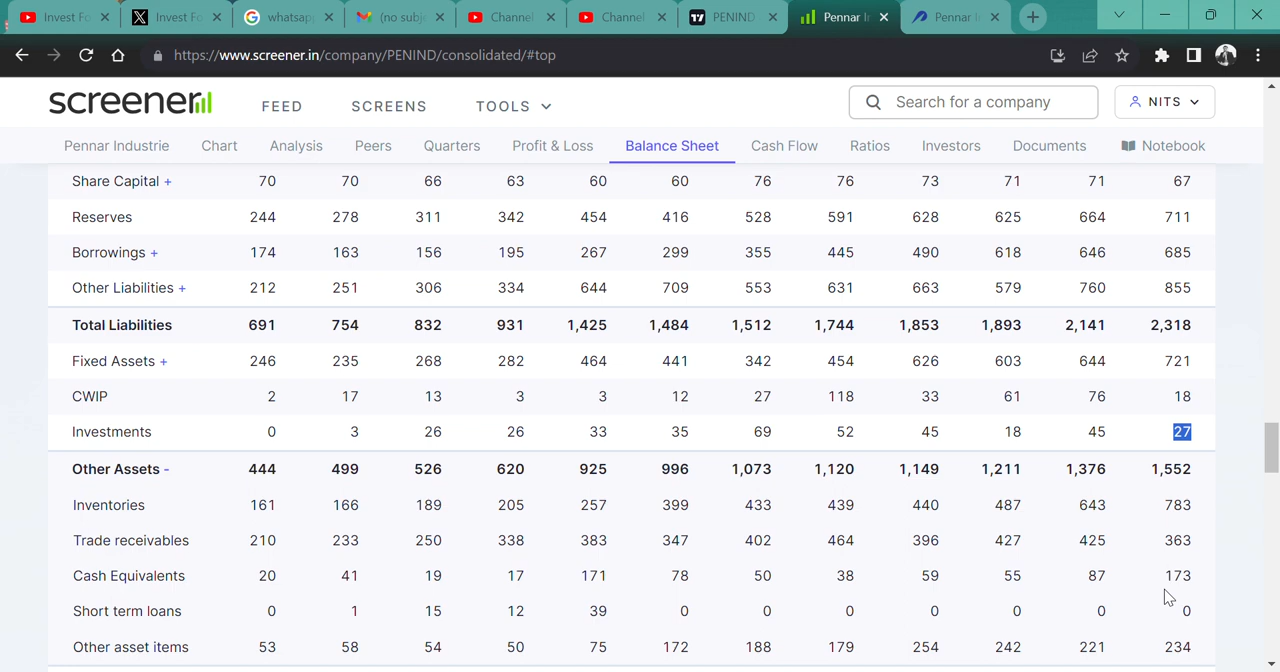 Invest Fo
Invest Fo
whatsap
(no subje
Channel
Channel
PENIND
Pennar In
Pennar I
https://www.screener.in/company/PENIND/consolidated/#top
screener
FEED
SCREENS
TOOLS
Search for a company
NITS
Pennar Industrie
Chart
Analysis
Peers
Quarters
Profit & Loss
Balance Sheet
Cash Flow
Ratios
Investors
Documents
Notebook
Share Capital + 70 70 66 63 60 60 76 76 73 71 71 67
Reserves 244 278 311 342 454 416 528 591 628 625 664 711
Borrowings + 174 163 156 195 267 299 355 445 490 618 646 685
Other Liabilities + 212 251 306 334 644 709 553 631 663 579 760 855
Total Liabilities 691 754 832 931 1,425 1,484 1,512 1,744 1,853 1,893 2,141 2,318
Fixed Assets + 246 235 268 282 464 441 342 454 626 603 644 721
CWIP 2 17 13 3 3 12 27 118 33 61 76 18
Investments 0 3 26 26 33 35 69 52 45 18 45 27
Other Assets - 444 499 526 620 925 996 1,073 1,120 1,149 1,211 1,376 1,552
Inventories 161 166 189 205 257 399 433 439 440 487 643 783
Trade receivables 210 233 250 338 383 347 402 464 396 427 425 363
Cash Equivalents 20 41 19 17 171 78 50 38 59 55 87 173
Short term loans 0 1 15 12 39 0 0 0 0 0 0 0
Other asset items 53 58 54 50 75 172 188 179 254 242 221 234